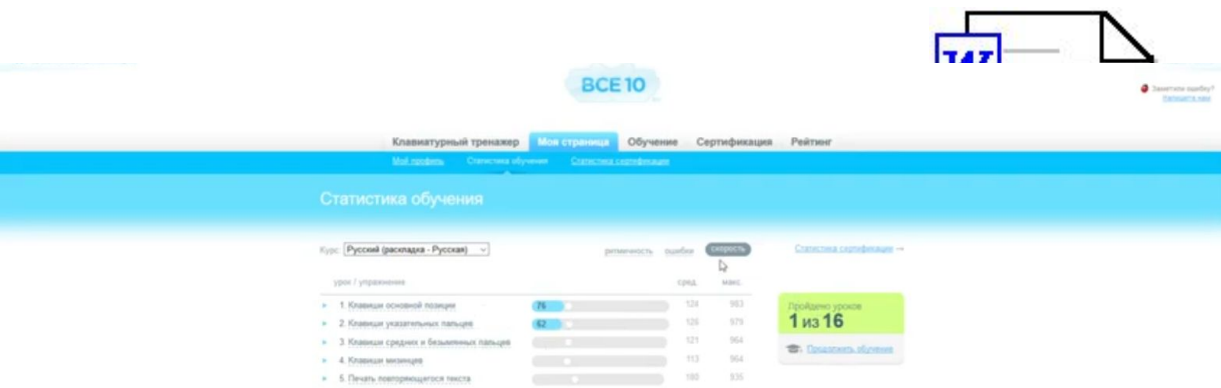 ВСЕ 10
Заметили ошибку?
Напишите нам
Клавиатурный тренажер Моя страница Обучение Сертификация Рейтинг
Мой профиль Статистика обучения Статистика сертификации
Статистика обучения
Курс: Русский (раскладка - Русская) ритмичность ошибки скорость Статистика сертификации →
урок / упражнение сред. макс.
1. Клавиши основной позиции 76 124 983
2. Клавиши указательных пальцев 62 126 979
3. Клавиши средних и безымянных пальцев 121 964
4. Клавиши мизинцев 113 964
5. Печать повторяющегося текста 160 936
Пройдено уроков
1 из 16
Продолжить обучение